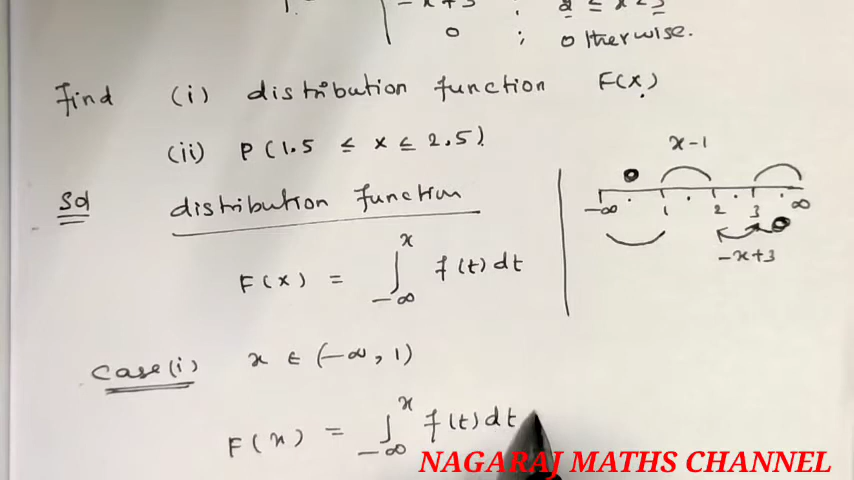 -x+3 ; 2 ≤ x < 3
0 ; otherwise.
Find (i) distribution function F(x).
(ii) P(1.5 ≤ x ≤ 2.5)
Sol distribution function
F(x) = ∫_{-∞}^{x} f(t)dt
x-1
-∞ 1 2 3 ∞
-x+3
Case(i) x ∈ (-∞, 1)
F(x) = ∫_{-∞}^{x} f(t)dt
NAGARAJ MATHS CHANNEL